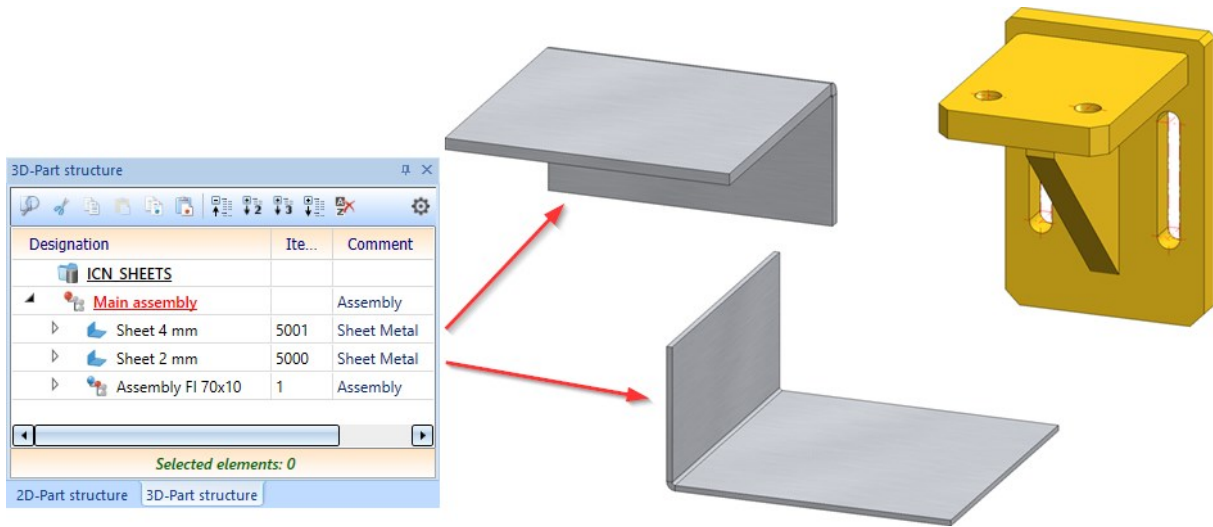 3D-Part structure
Designation Ite... Comment
ICN_SHEETS
Main assembly Assembly
Sheet 4 mm 5001 Sheet Metal
Sheet 2 mm 5000 Sheet Metal
Assembly Fl 70x10 1 Assembly
Selected elements: 0
2D-Part structure 3D-Part structure